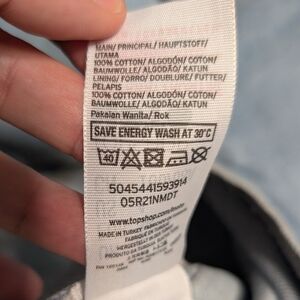 MAIN/ PRINCIPAL/ HAUPTSTOFF/
UTAMA
100% COTTON/ ALGODÓN/ COTON/
BAUMWOLLE/ ALGODÃO/ KATUN
LINING/ FORRO/ DOUBLURE/ FUTTER/
PELAPIS
100% COTTON/ ALGODÓN/ COTON/
BAUMWOLLE/ ALGODÃO/ KATUN
Pakaian Wanita/ Rok
SAVE ENERGY WASH AT 30°C
40
5045441593914
05R21NMDT
www.topshop.com
MADE IN TURKEY